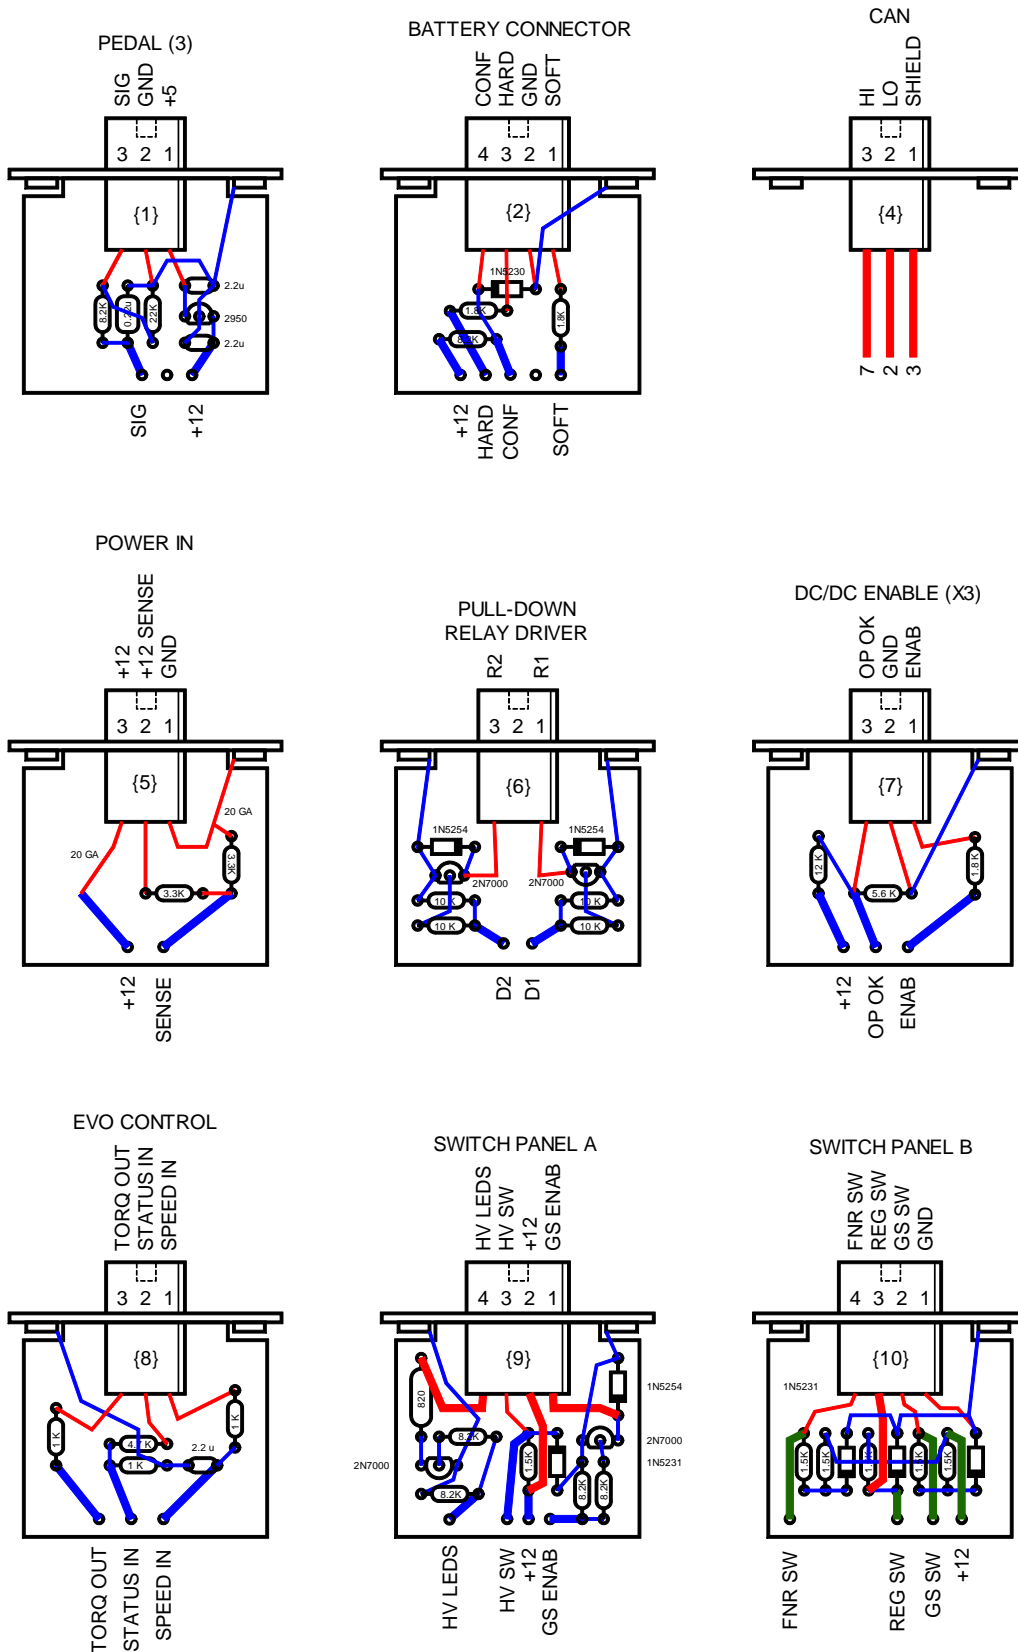 PEDAL (3)
SIG
GND
+5
3 2 1
{1}
8.2K
22K
2.2u
2950
2.2u
SIG
+12
BATTERY CONNECTOR
CONF
HARD
GND
SOFT
4 3 2 1
{2}
1N5230
1.8K
1.8K
+12
HARD
CONF
SOFT
CAN
HI
LO
SHIELD
3 2 1
{4}
7
2
3
POWER IN
+12
+12 SENSE
GND
3 2 1
{5}
20 GA
20 GA
3.3K
3.3K
+12
SENSE
PULL-DOWN
RELAY DRIVER
R2
R1
3 2 1
{6}
1N5254
1N5254
2N7000
2N7000
10 K
10 K
10 K
10 K
D2
D1
DC/DC ENABLE (X3)
OP OK
GND
ENAB
3 2 1
{7}
12 K
5.6 K
1.8 K
+12
OP OK
ENAB
EVO CONTROL
TORQ OUT
STATUS IN
SPEED IN
3 2 1
{8}
1 K
4.7 K
1 K
2.2 u
1 K
TORQ OUT
STATUS IN
SPEED IN
SWITCH PANEL A
HV LEDS
HV SW
+12
GS ENAB
4 3 2 1
{9}
820
8.2K
2N7000
8.2K
1.5K
1N5254
2N7000
1N5231
8.2K
8.2K
HV LEDS
HV SW
+12
GS ENAB
SWITCH PANEL B
FNR SW
REG SW
GS SW
GND
4 3 2 1
{10}
1N5231
1.5K
1.5K
1.5K
1.5K
1.5K
FNR SW
REG SW
GS SW
+12